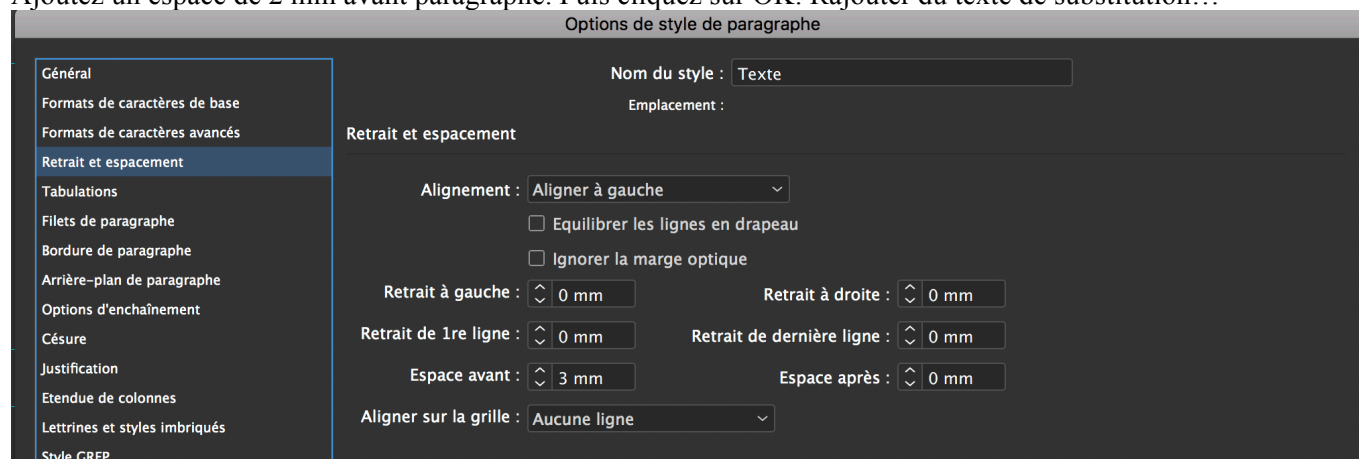 Ajoutez un espace de 2 mm avant paragraphe. Puis cliquez sur OK. Rajouter du texte de substitution…
Options de style de paragraphe
Général
Nom du style : Texte
Formats de caractères de base
Emplacement :
Formats de caractères avancés
Retrait et espacement
Retrait et espacement
Tabulations
Alignement : Aligner à gauche
Filets de paragraphe
Equilibrer les lignes en drapeau
Bordure de paragraphe
Ignorer la marge optique
Arrière-plan de paragraphe
Retrait à gauche : 0 mm Retrait à droite : 0 mm
Options d'enchaînement
Césure
Retrait de 1re ligne : 0 mm Retrait de dernière ligne : 0 mm
Justification
Espace avant : 3 mm Espace après : 0 mm
Etendue de colonnes
Aligner sur la grille : Aucune ligne
Lettrines et styles imbriqués
Style GREP